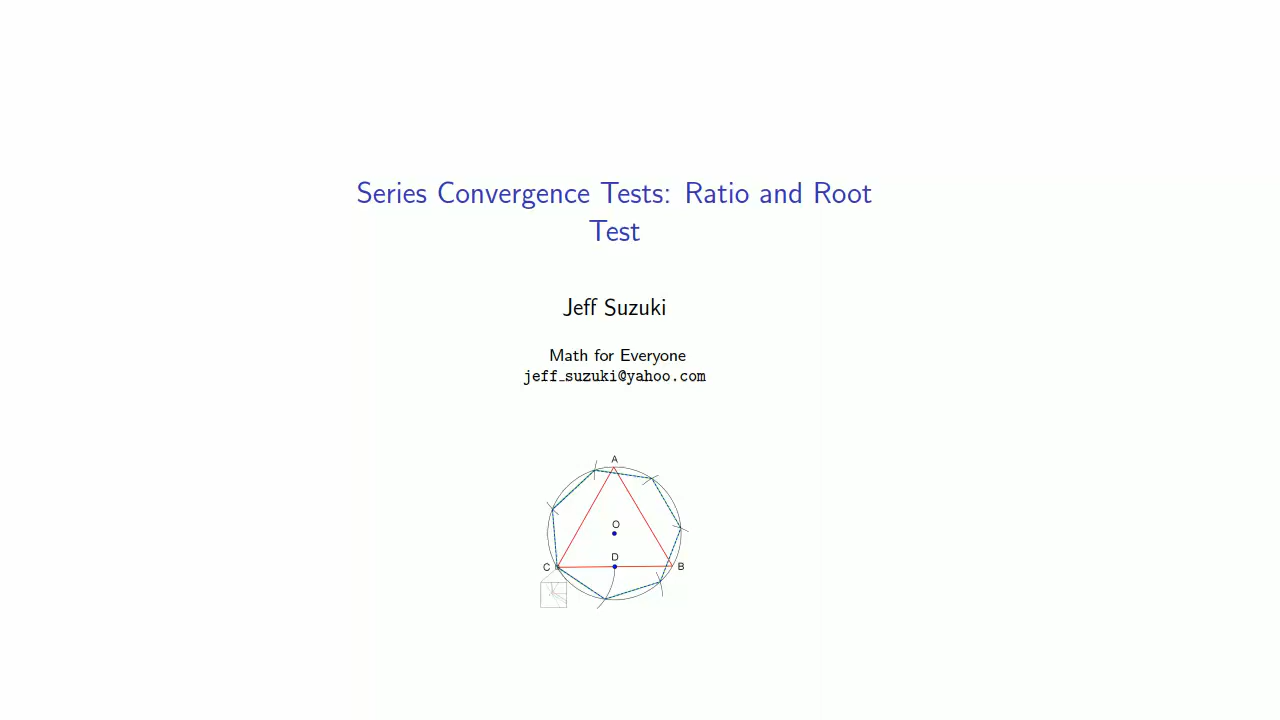 Series Convergence Tests: Ratio and Root
Test
Jeff Suzuki
Math for Everyone
jeff_suzuki@yahoo.com
A
O
D
C
B